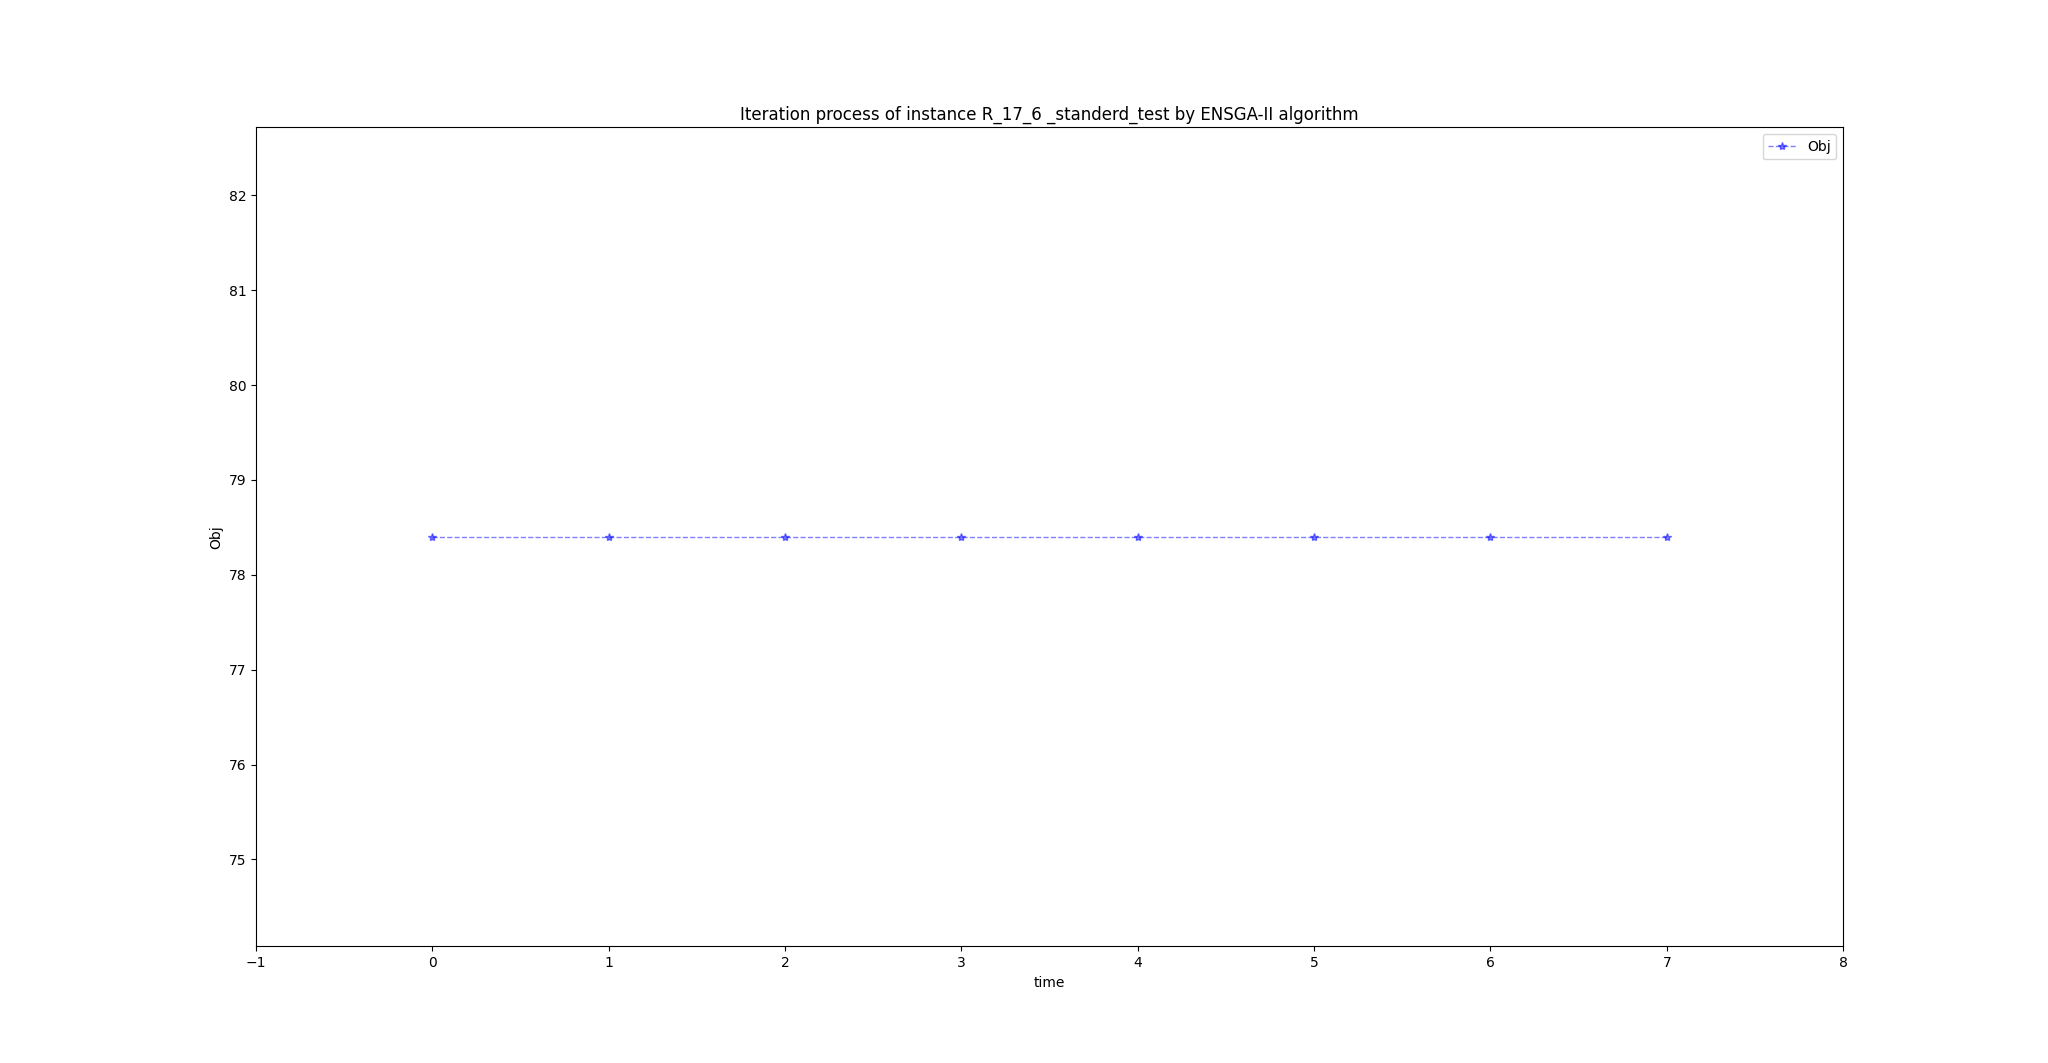 Iteration process of instance R_17_6 _standerd_test by ENSGA-II algorithm
Obj
82
81
80
79
78
77
76
75
Obj
−1 0 1 2 3 4 5 6 7 8
time